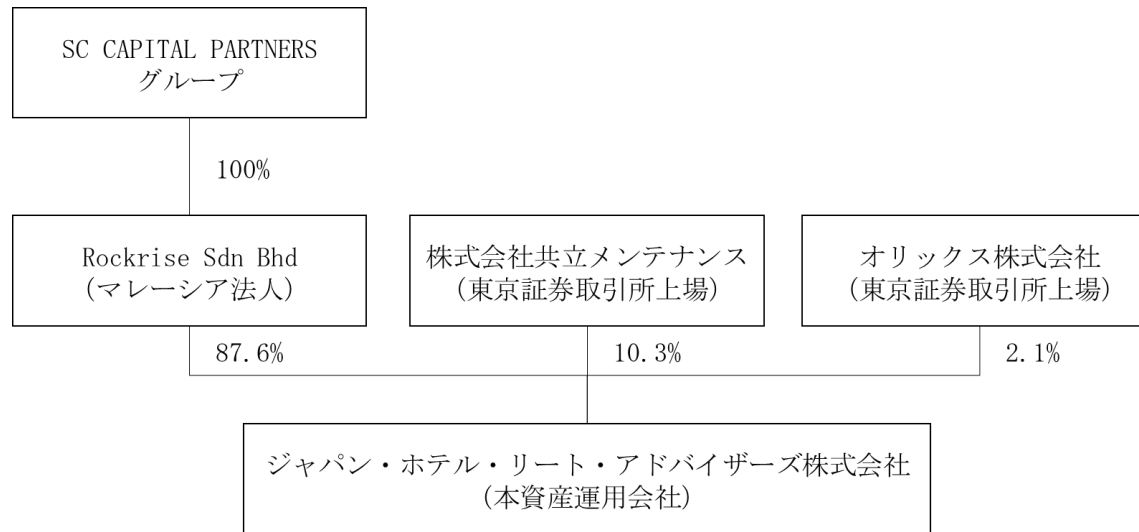 SC CAPITAL PARTNERS
グループ
100%
Rockrise Sdn Bhd
(マレーシア法人)
株式会社共立メンテナンス
(東京証券取引所上場)
オリックス株式会社
(東京証券取引所上場)
87.6%
10.3%
2.1%
ジャパン・ホテル・リート・アドバイザーズ株式会社
(本資産運用会社)